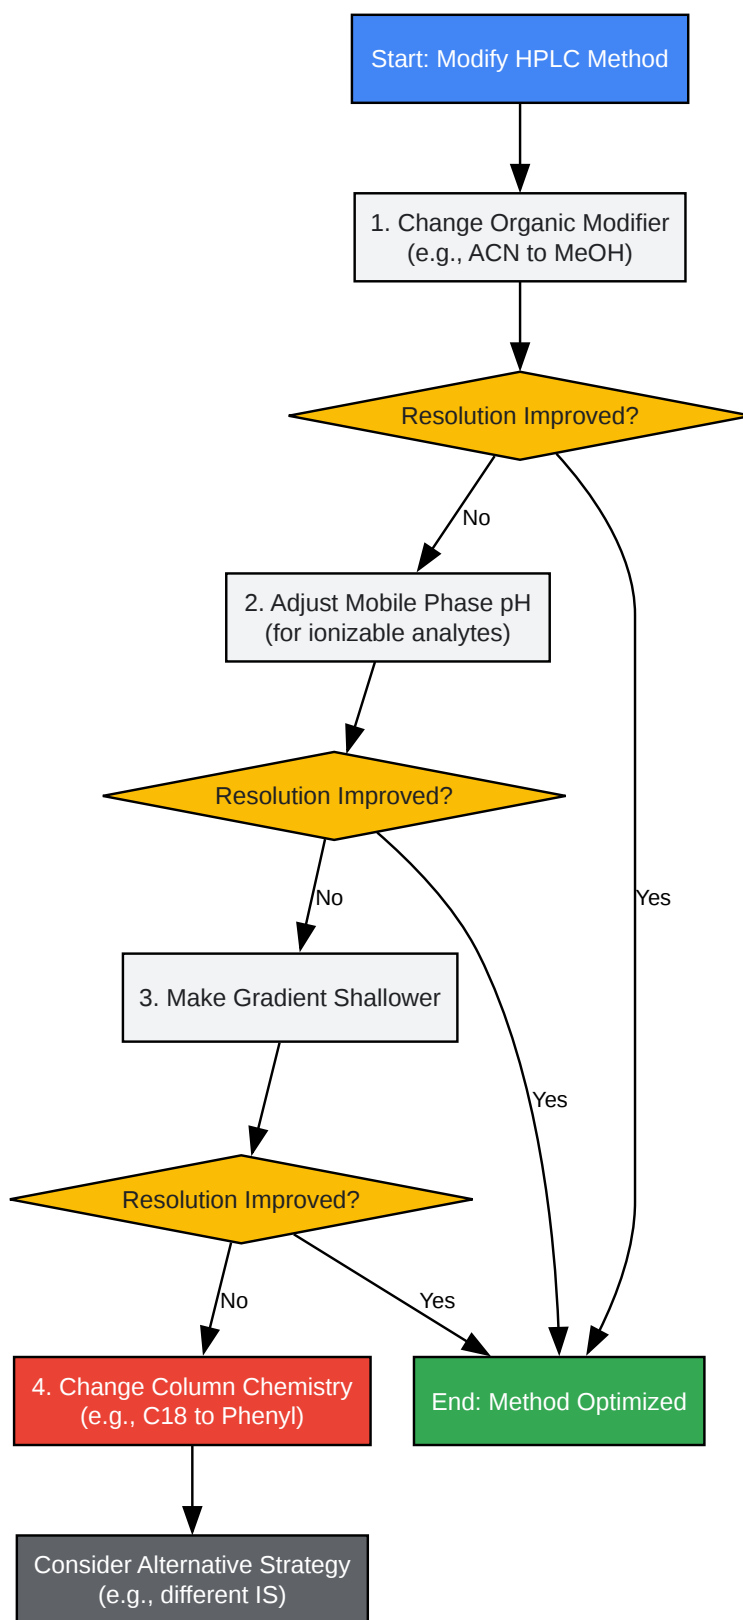 Start: Modify HPLC Method
1. Change Organic Modifier
(e.g., ACN to MeOH)
Resolution Improved?
No
2. Adjust Mobile Phase pH
(for ionizable analytes)
Resolution Improved?
No
Yes
3. Make Gradient Shallower
Yes
Resolution Improved?
No
Yes
4. Change Column Chemistry
(e.g., C18 to Phenyl)
End: Method Optimized
Consider Alternative Strategy
(e.g., different IS)